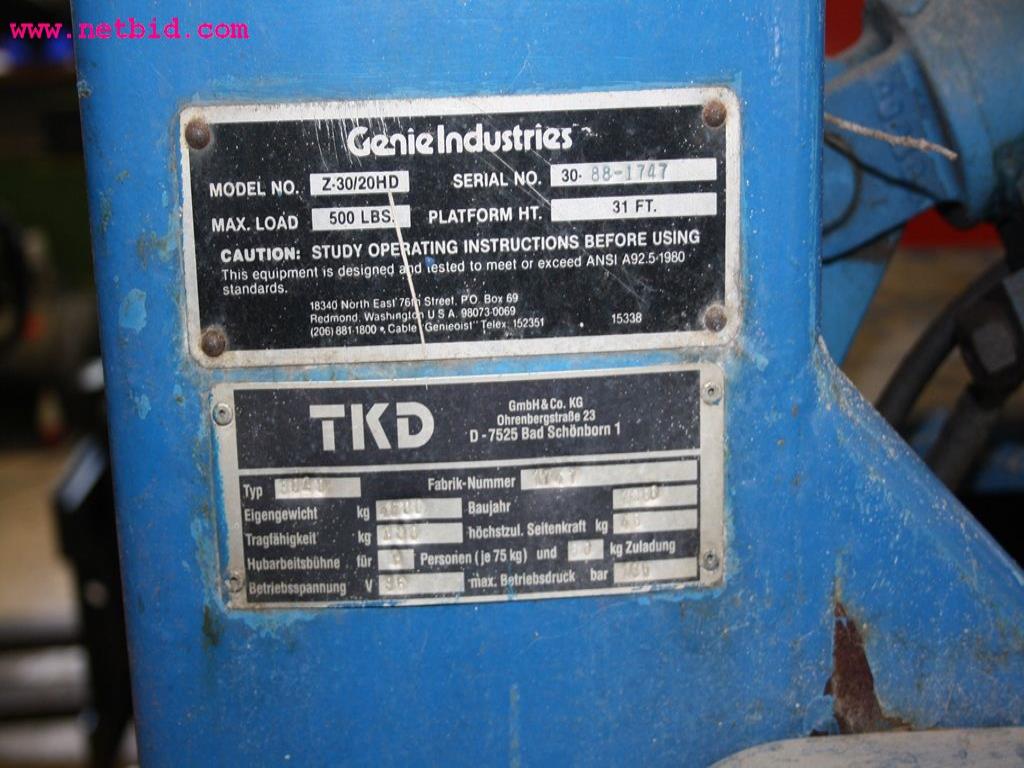 www.netbid.com
Genie Industries
MODEL NO. Z-30/20HD SERIAL NO. 30- 88-1747
MAX. LOAD 500 LBS. PLATFORM HT. 31 FT.
CAUTION: STUDY OPERATING INSTRUCTIONS BEFORE USING
This equipment is designed and tested to meet or exceed ANSI A92.5-1980
standards.
18340 North East 76th Street, P.O. Box 69
Redmond, Washington U S A 98073-0069
(206) 881-1800 • Cable "Genieoist" Telex: 152351 • 15338
TKD
GmbH & Co. KG
Ohrenbergstraße 23
D - 7525 Bad Schönborn 1
Typ Fabrik-Nummer 1747
Eigengewicht kg Baujahr
Tragfähigkeit kg höchstzul. Seitenkraft kg
Hubarbeitsbühne für Personen (je 75 kg) und kg Zuladung
Betriebsspannung V max. Betriebsdruck bar